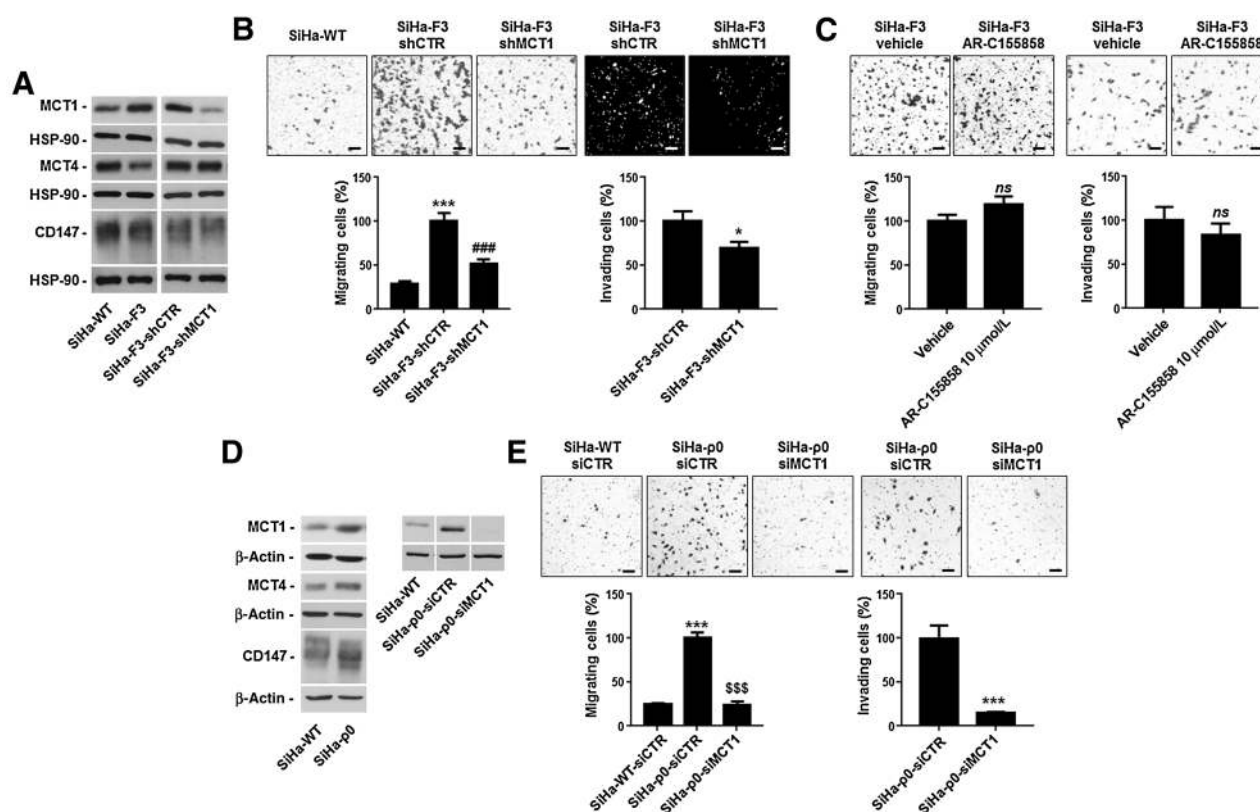 A
MCT1 -
HSP-90 -
MCT4 -
HSP-90 -
CD147 -
HSP-90 -
SiHa-WT
SiHa-F3
SiHa-F3-shCTR
SiHa-F3-shMCT1
B
SiHa-WT
SiHa-F3
shCTR
SiHa-F3
shMCT1
SiHa-F3
shCTR
SiHa-F3
shMCT1
Migrating cells (%)
150
100
50
0
***
###
SiHa-WT
SiHa-F3-shCTR
SiHa-F3-shMCT1
Invading cells (%)
150
100
50
0
*
SiHa-F3-shCTR
SiHa-F3-shMCT1
C
SiHa-F3
vehicle
SiHa-F3
AR-C155858
SiHa-F3
vehicle
SiHa-F3
AR-C155858
Migrating cells (%)
150
100
50
0
ns
Vehicle
AR-C155858 10 μmol/L
Invading cells (%)
150
100
50
0
ns
Vehicle
AR-C155858 10 μmol/L
D
MCT1 -
β-Actin -
MCT4 -
β-Actin -
CD147 -
β-Actin -
SiHa-WT
SiHa-ρ0
SiHa-WT
SiHa-ρ0-siCTR
SiHa-ρ0-siMCT1
E
SiHa-WT
siCTR
SiHa-ρ0
siCTR
SiHa-ρ0
siMCT1
SiHa-ρ0
siCTR
SiHa-ρ0
siMCT1
Migrating cells (%)
150
100
50
0
***
$$$
SiHa-WT-siCTR
SiHa-ρ0-siCTR
SiHa-ρ0-siMCT1
Invading cells (%)
150
100
50
0
***
SiHa-ρ0-siCTR
SiHa-ρ0-siMCT1